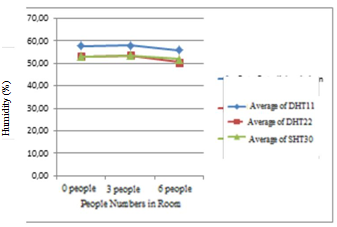 70,00
60,00
50,00
40,00
30,00
20,00
10,00
0,00
Humidity (%)
0 people 3 people 6 people
People Numbers in Room
Average of DHT11
Average of DHT22
Average of SHT30